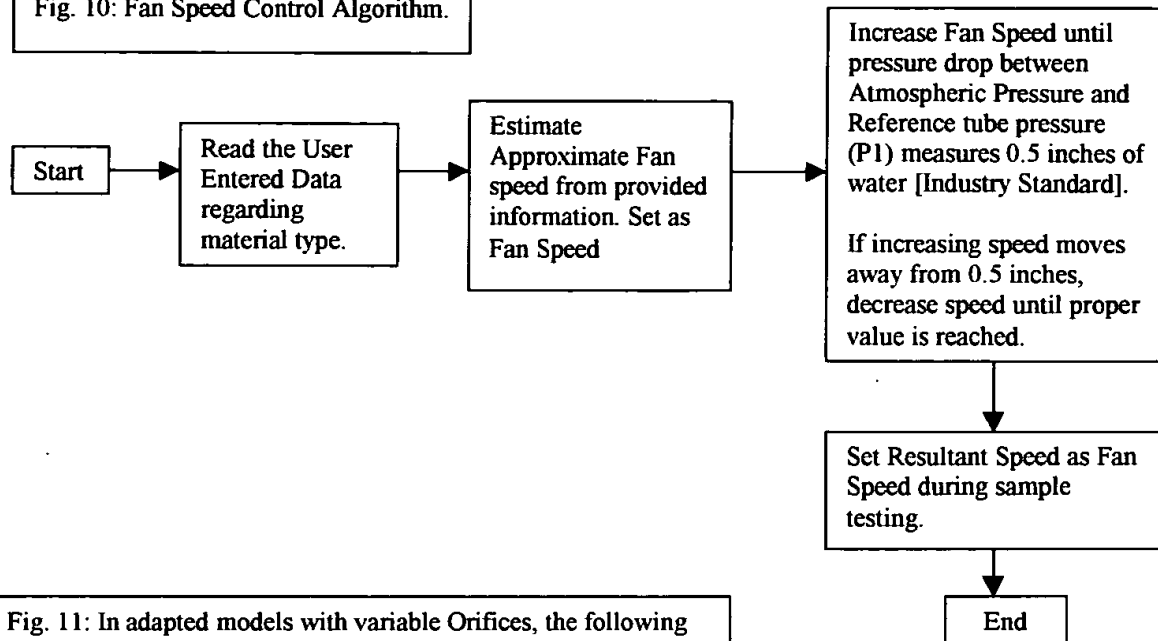 Fig. 10: Fan Speed Control Algorithm.
Start
Read the User
Entered Data
regarding
material type.
Estimate
Approximate Fan
speed from provided
information. Set as
Fan Speed
Increase Fan Speed until
pressure drop between
Atmospheric Pressure and
Reference tube pressure
(P1) measures 0.5 inches of
water [Industry Standard].
If increasing speed moves
away from 0.5 inches,
decrease speed until proper
value is reached.
Set Resultant Speed as Fan
Speed during sample
testing.
End
Fig. 11: In adapted models with variable Orifices, the following